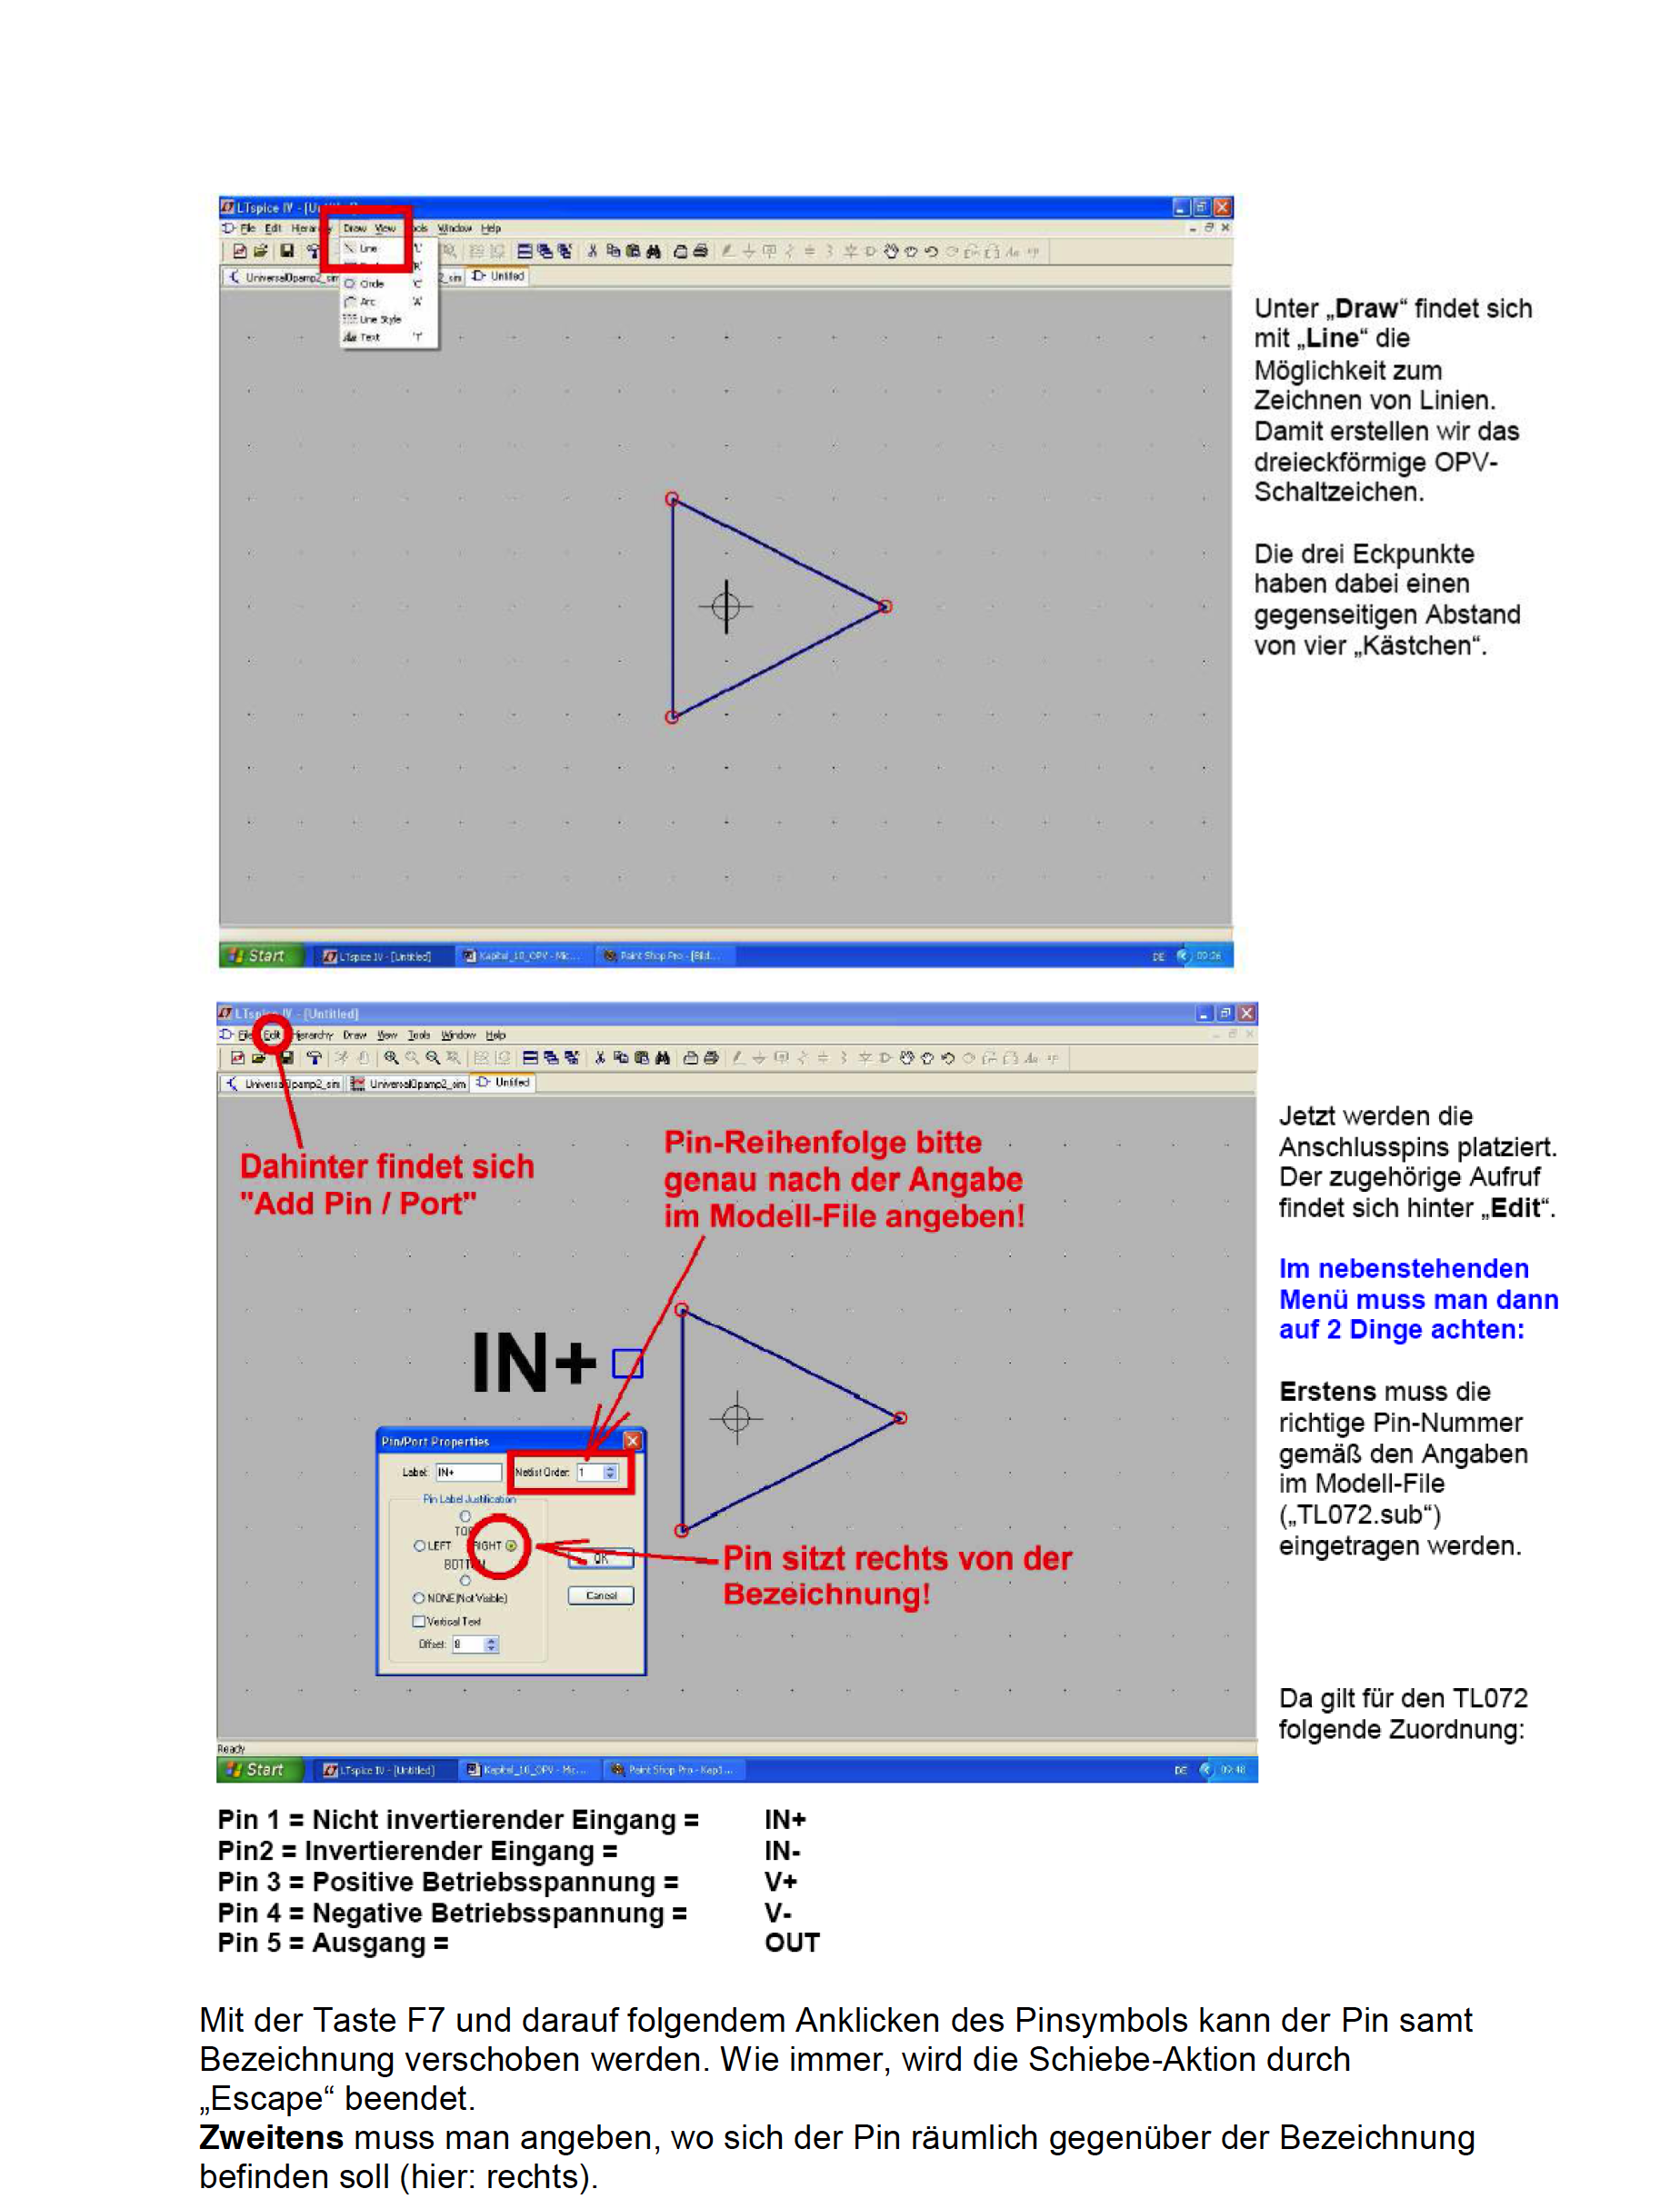 LTspice IV - [Un
File Edit Hierarchy Draw View Tools Window Help
Line 'L'
'R'
Circle 'C'
Arc 'A'
Line Style
Text 'T'
UniversalOpamp2_sim 2_sim Untitled
Unter „Draw“ findet sich
mit „Line“ die
Möglichkeit zum
Zeichnen von Linien.
Damit erstellen wir das
dreieckförmige OPV-
Schaltzeichen.
Die drei Eckpunkte
haben dabei einen
gegenseitigen Abstand
von vier „Kästchen“.
Start LTspice IV - [Untitled] Kapitel_10_OPV - Mic... Paint Shop Pro - [Bild... DE 09:26
LTspice IV - [Untitled]
File Edit Hierarchy Draw View Tools Window Help
UniversalOpamp2_sim UniversalOpamp2_sim Untitled
Dahinter findet sich
"Add Pin / Port"
Pin-Reihenfolge bitte
genau nach der Angabe
im Modell-File angeben!
IN+
Pin/Port Properties
Label: IN+ Netlist Order: 1
Pin Label Justification
TOP
LEFT RIGHT
BOTTOM
OK
NONE(Not Visible)
Cancel
Vertical Text
Offset: 8
Pin sitzt rechts von der
Bezeichnung!
Ready
Start LTspice IV - [Untitled] Kapitel_10_OPV - Mic... Paint Shop Pro - Kap1... DE 09:48
Jetzt werden die
Anschlusspins platziert.
Der zugehörige Aufruf
findet sich hinter „Edit“.
Im nebenstehenden
Menü muss man dann
auf 2 Dinge achten:
Erstens muss die
richtige Pin-Nummer
gemäß den Angaben
im Modell-File
(„TL072.sub“)
eingetragen werden.
Da gilt für den TL072
folgende Zuordnung:
Pin 1 = Nicht invertierender Eingang = IN+
Pin2 = Invertierender Eingang = IN-
Pin 3 = Positive Betriebsspannung = V+
Pin 4 = Negative Betriebsspannung = V-
Pin 5 = Ausgang = OUT
Mit der Taste F7 und darauf folgendem Anklicken des Pinsymbols kann der Pin samt
Bezeichnung verschoben werden. Wie immer, wird die Schiebe-Aktion durch
„Escape“ beendet.
Zweitens muss man angeben, wo sich der Pin räumlich gegenüber der Bezeichnung
befinden soll (hier: rechts).